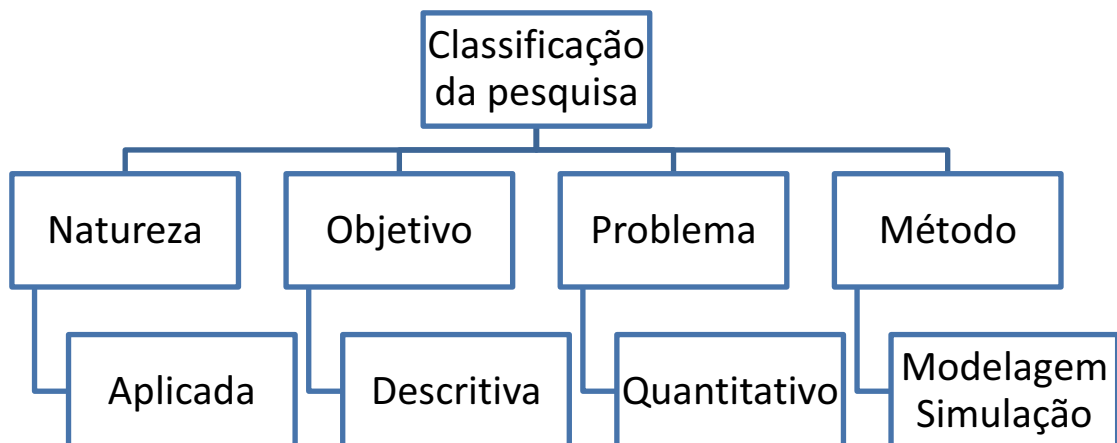 Classificação
da pesquisa
Natureza
Objetivo
Problema
Método
Aplicada
Descritiva
Quantitativo
Modelagem
Simulação